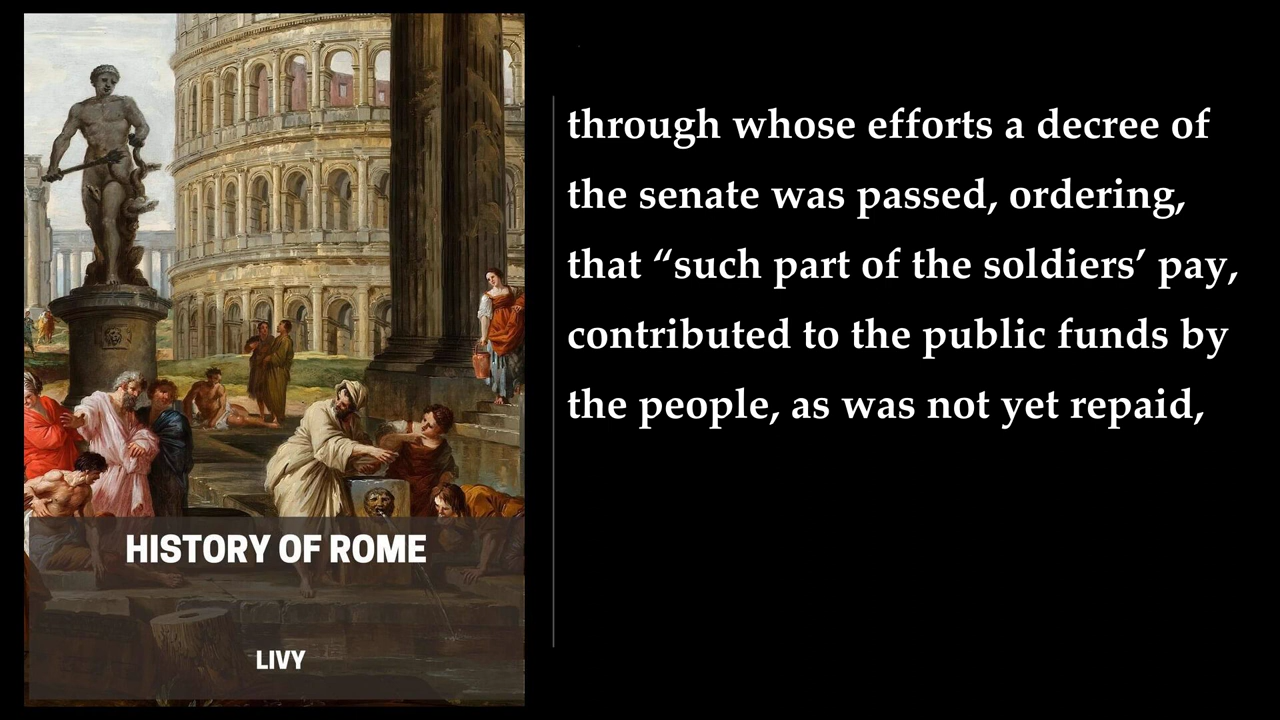 HISTORY OF ROME
LIVY
through whose efforts a decree of
the senate was passed, ordering,
that “such part of the soldiers’ pay,
contributed to the public funds by
the people, as was not yet repaid,